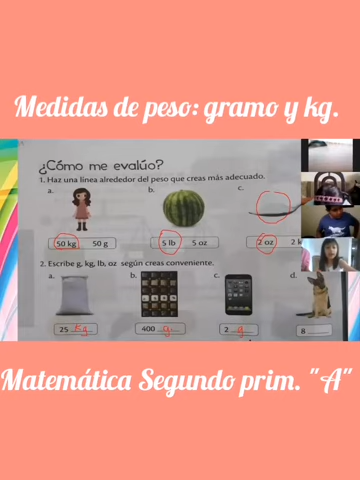 Medidas de peso: gramo y kg.
¿Cómo me evalúo?
1. Haz una línea alrededor del peso que creas más adecuado.
a. b. c.
50 kg 50 g 5 lb 5 oz 2 oz 2 k
2. Escribe g, kg, lb, oz según creas conveniente.
a. b. c. d.
25 kg 400 g 2 g 8
Matemática Segundo prim. "A"